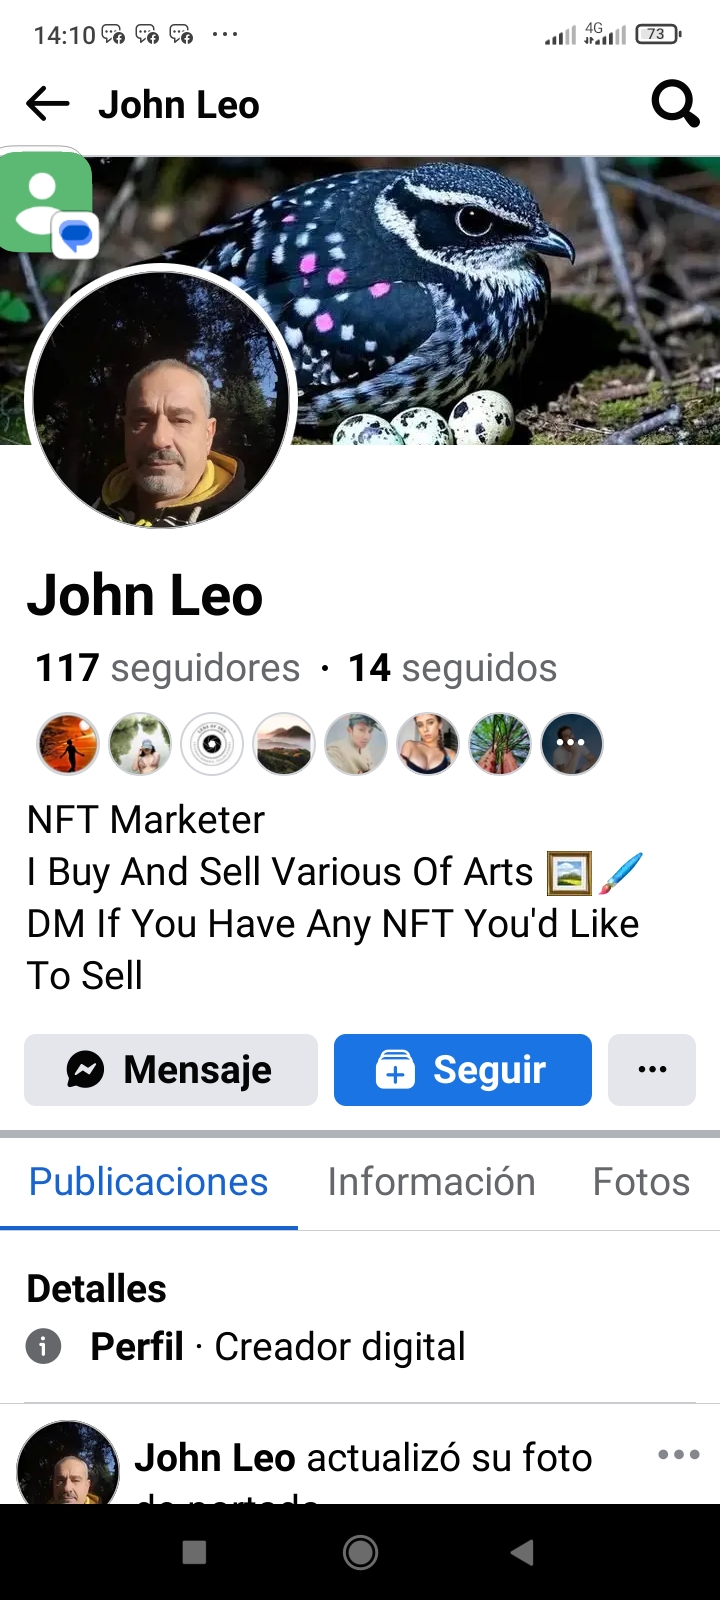 14:10
4G
73
John Leo
John Leo
117 seguidores · 14 seguidos
NFT Marketer
I Buy And Sell Various Of Arts 🖼️🖌️
DM If You Have Any NFT You'd Like
To Sell
Mensaje
Seguir
Publicaciones
Información
Fotos
Detalles
Perfil · Creador digital
John Leo actualizó su foto
de portada